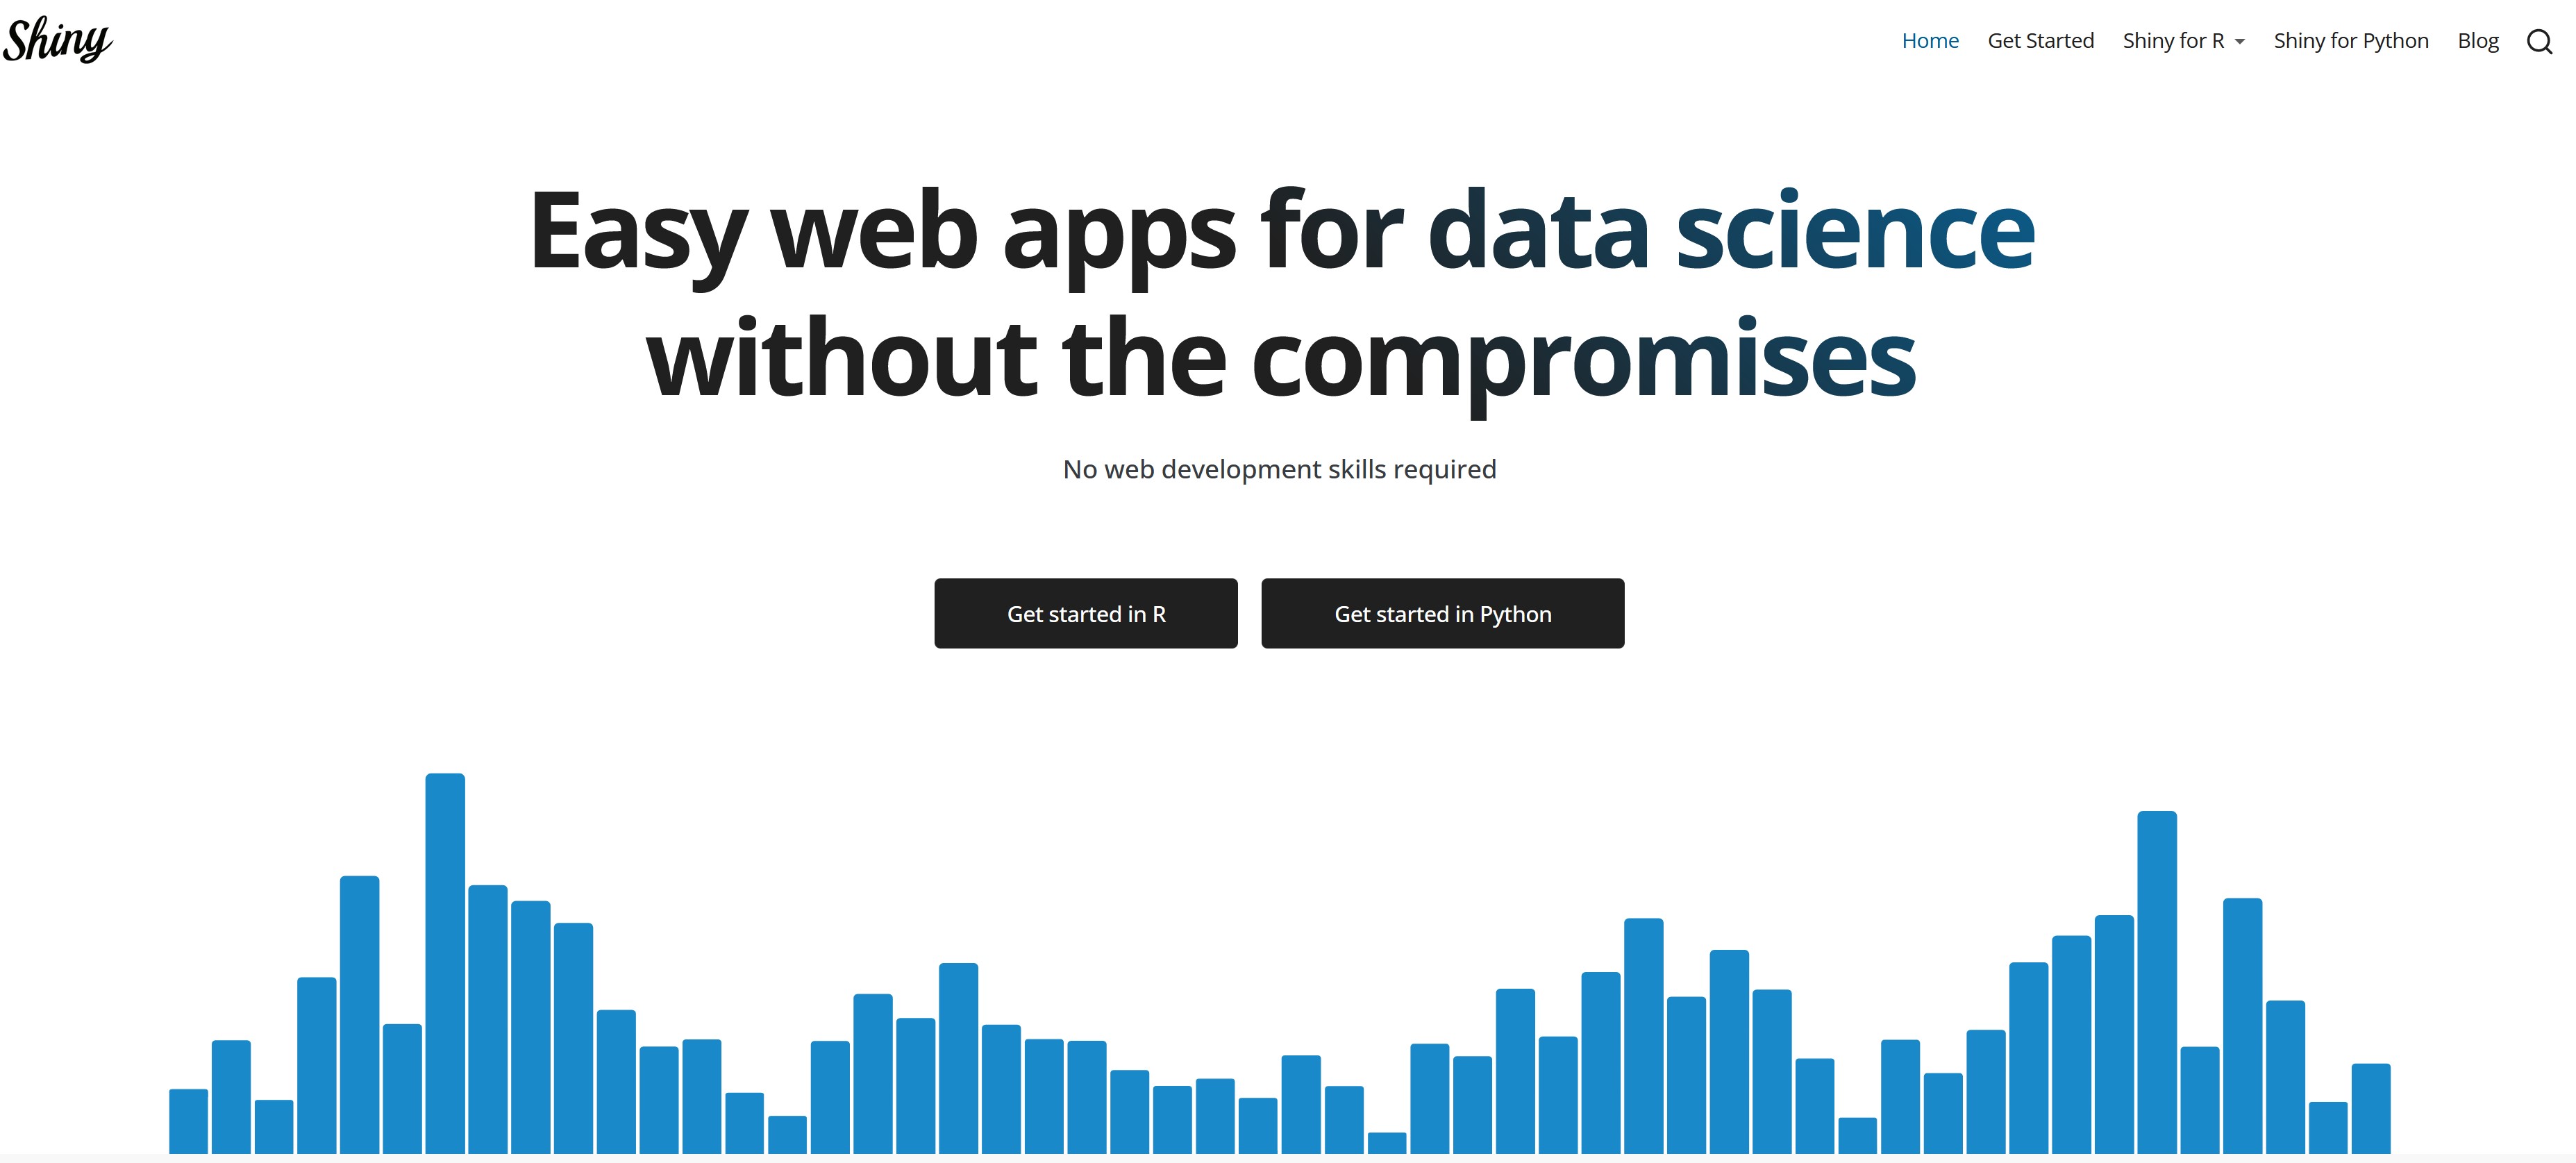 Shiny
Home Get Started Shiny for R Shiny for Python Blog
Easy web apps for data science
without the compromises
No web development skills required
Get started in R
Get started in Python